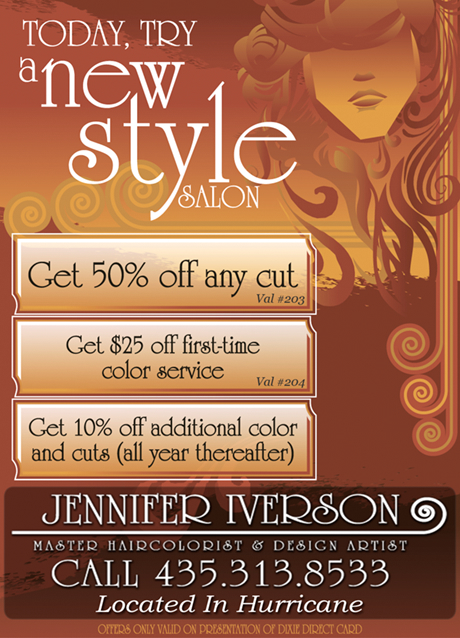 TODAY, TRY
a new
style
SALON
Get 50% off any cut
Val #203
Get $25 off first-time
color service
Val #204
Get 10% off additional color
and cuts (all year thereafter)
JENNIFER IVERSON
MASTER HAIRCOLORIST & DESIGN ARTIST
CALL 435.313.8533
Located In Hurricane
OFFERS ONLY VALID ON PRESENTATION OF DIXIE DIRECT CARD